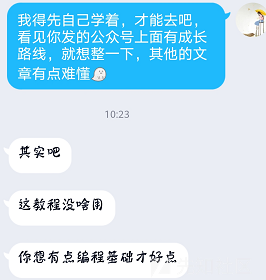 我得先自己学着，才能去吧，
看见你发的公众号上面有成长
路线，就想整一下，其他的文
章有点难懂
10:23
其实吧
这教程没啥用
你想有点编程基础才好点